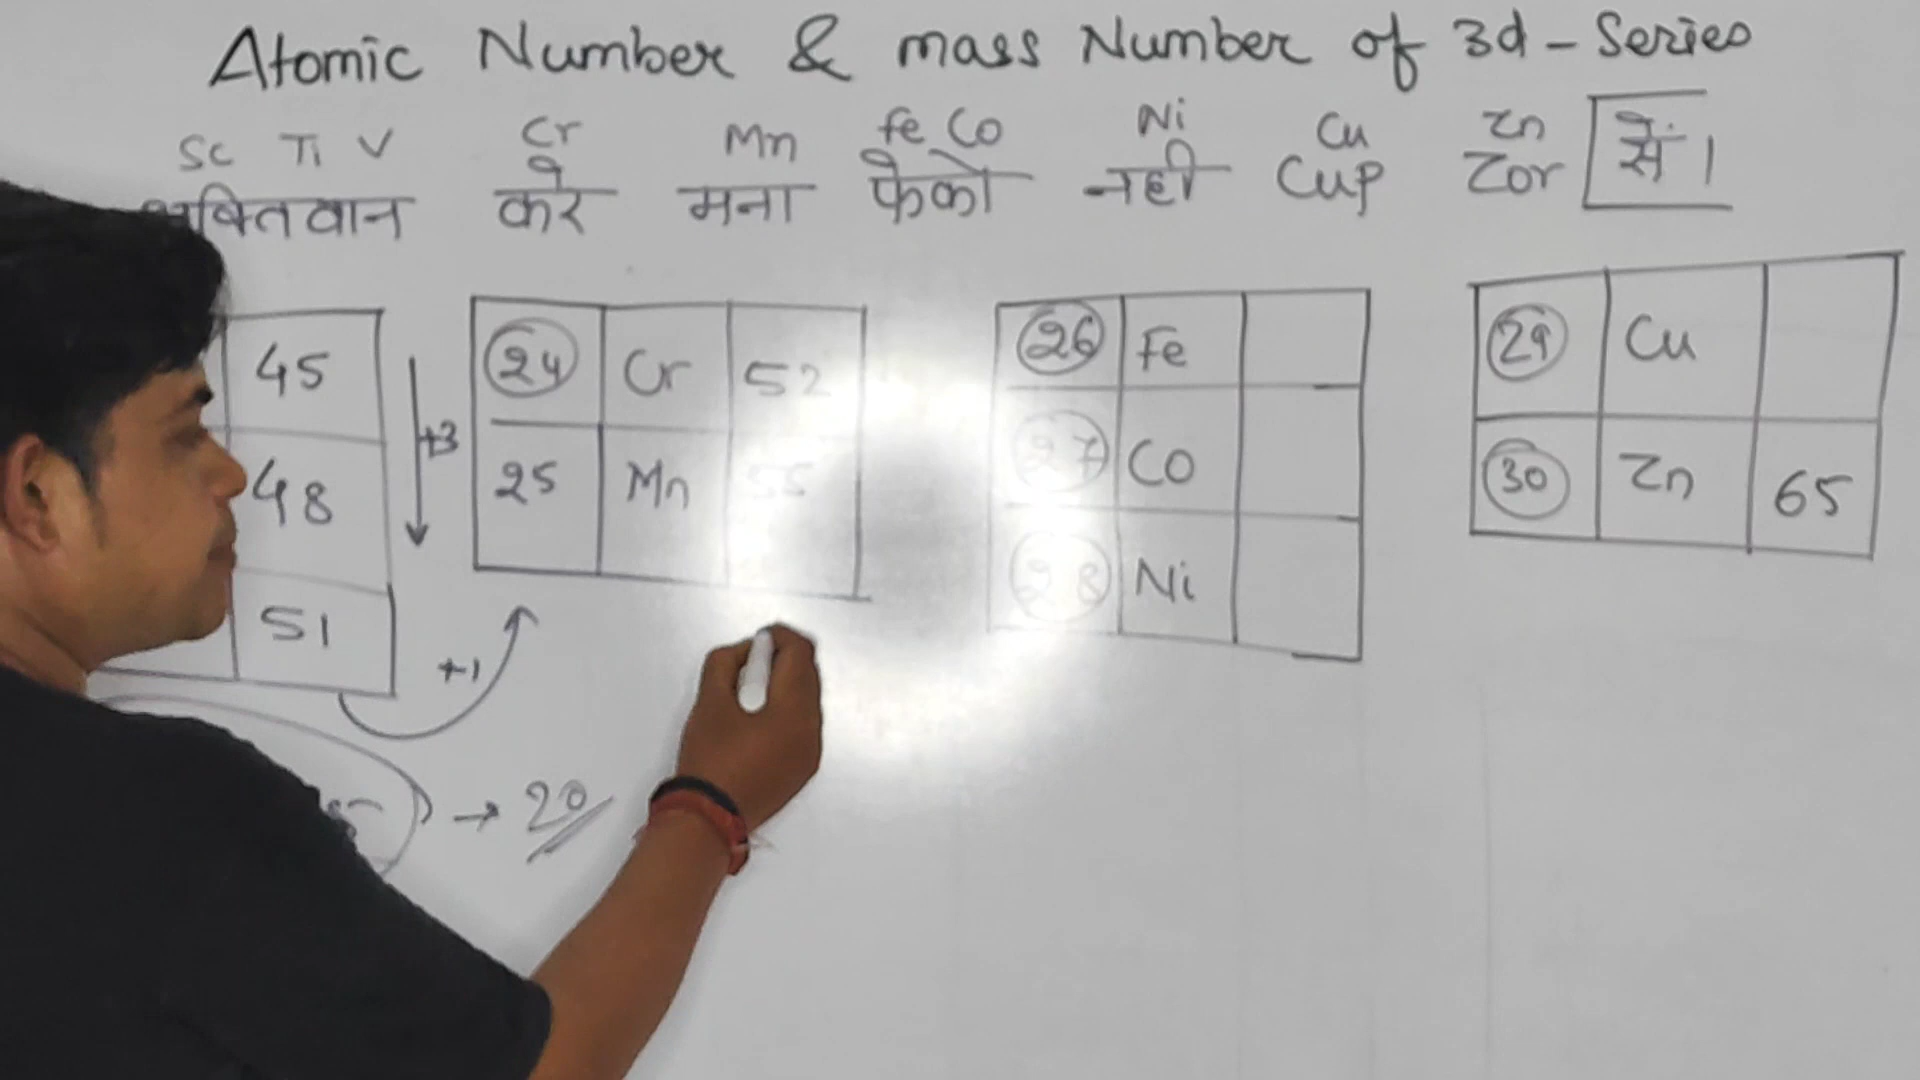 Atomic Number & mass Number of 3d-Series
Sc Ti V Cr Mn Fe Co Ni Cu Zn
करे मना फेको नही Cup Zor से।
45 24 Cr 52 26 Fe 29 Cu
+3
48 25 Mn 55 27 Co 30 Zn 65
51 28 Ni
+1
→ 20